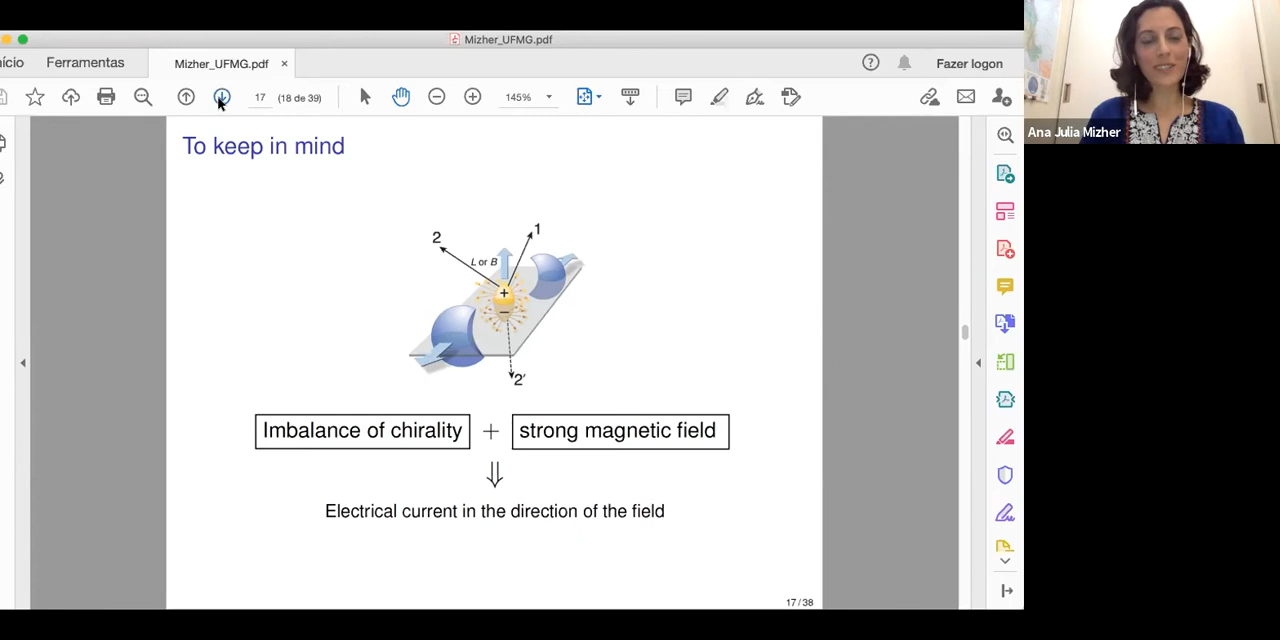 Mizher_UFMG.pdf
nício
Ferramentas
Mizher_UFMG.pdf ×
Fazer logon
17 (18 de 39)
145%
Ana Julia Mizher
To keep in mind
2
1
L or B
+
−
2'
Imbalance of chirality + strong magnetic field
⇓
Electrical current in the direction of the field
17/38